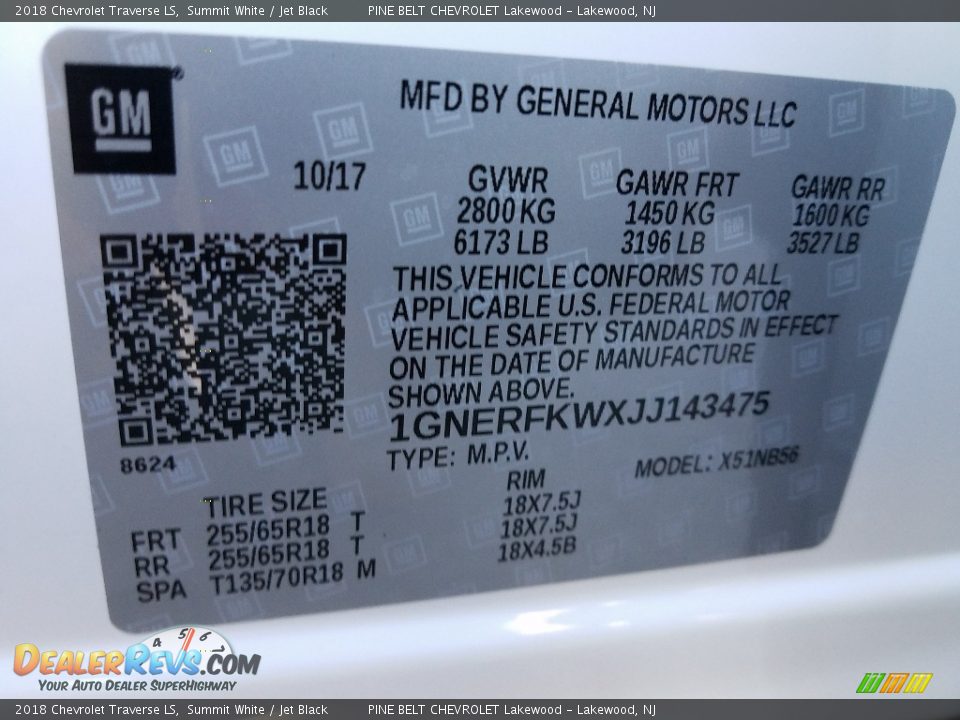 2018 Chevrolet Traverse LS, Summit White / Jet Black PINE BELT CHEVROLET Lakewood - Lakewood, NJ
GM®
MFD BY GENERAL MOTORS LLC
10/17 GVWR GAWR FRT GAWR RR
2800 KG 1450 KG 1600 KG
6173 LB 3196 LB 3527 LB
THIS VEHICLE CONFORMS TO ALL
APPLICABLE U.S. FEDERAL MOTOR
VEHICLE SAFETY STANDARDS IN EFFECT
ON THE DATE OF MANUFACTURE
SHOWN ABOVE.
1GNERFKWXJJ143475
8624
TYPE: M.P.V. MODEL: X51NB56
TIRE SIZE RIM
FRT 255/65R18 T 18X7.5J
RR 255/65R18 T 18X7.5J
SPA T135/70R18 M 18X4.5B
4 5 6
DEALERREVS.COM
YOUR AUTO DEALER SUPERHIGHWAY
2018 Chevrolet Traverse LS, Summit White / Jet Black PINE BELT CHEVROLET Lakewood - Lakewood, NJ